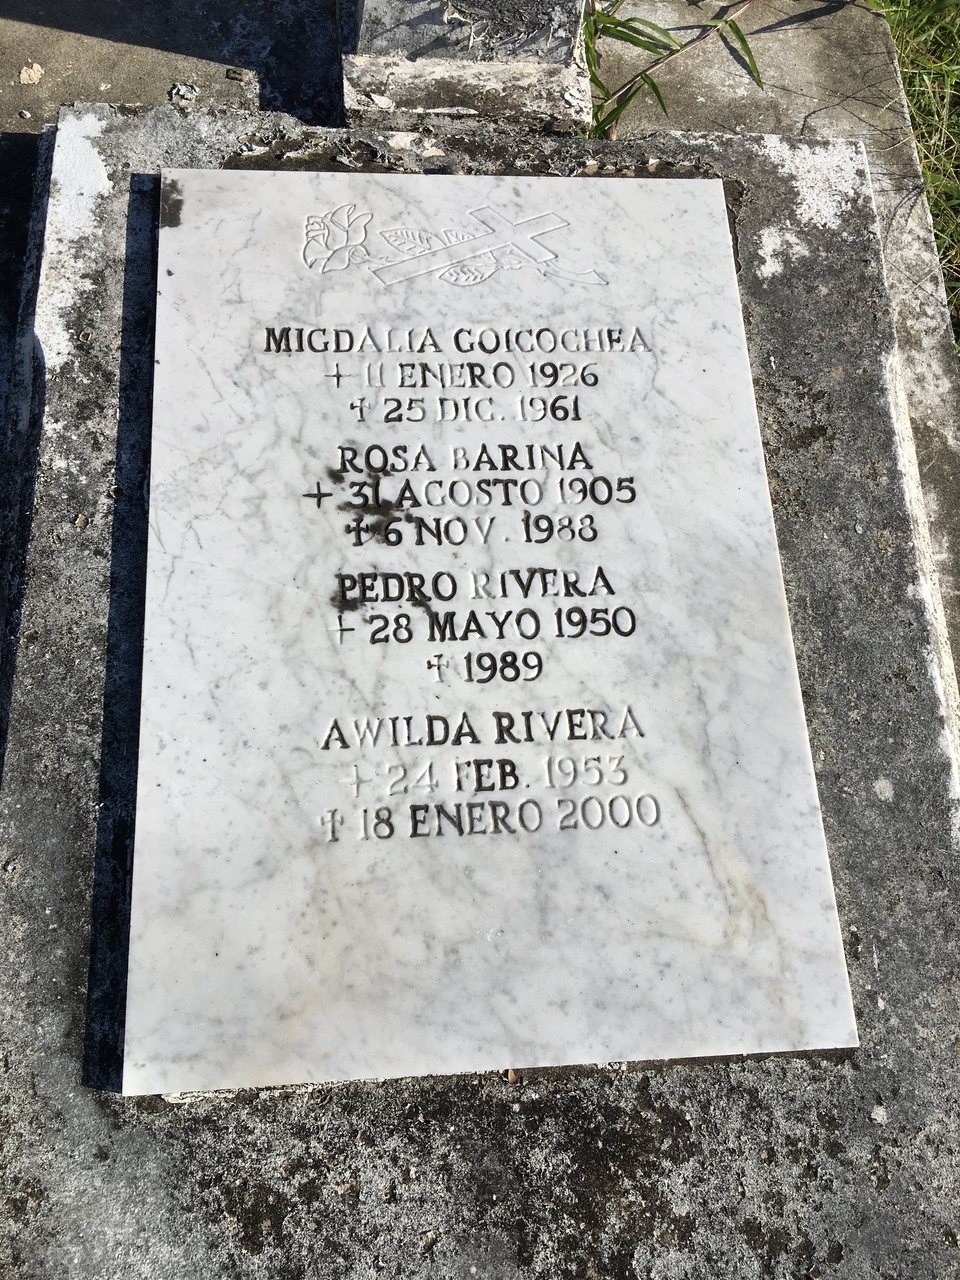 MIGDALIA GOICOCHEA
+ 11 ENERO 1926
✝ 25 DIC. 1961
ROSA BARINA
+ 31 AGOSTO 1905
✝ 6 NOV. 1988
PEDRO RIVERA
+ 28 MAYO 1950
✝ 1989
AWILDA RIVERA
+ 24 FEB. 1953
✝ 18 ENERO 2000